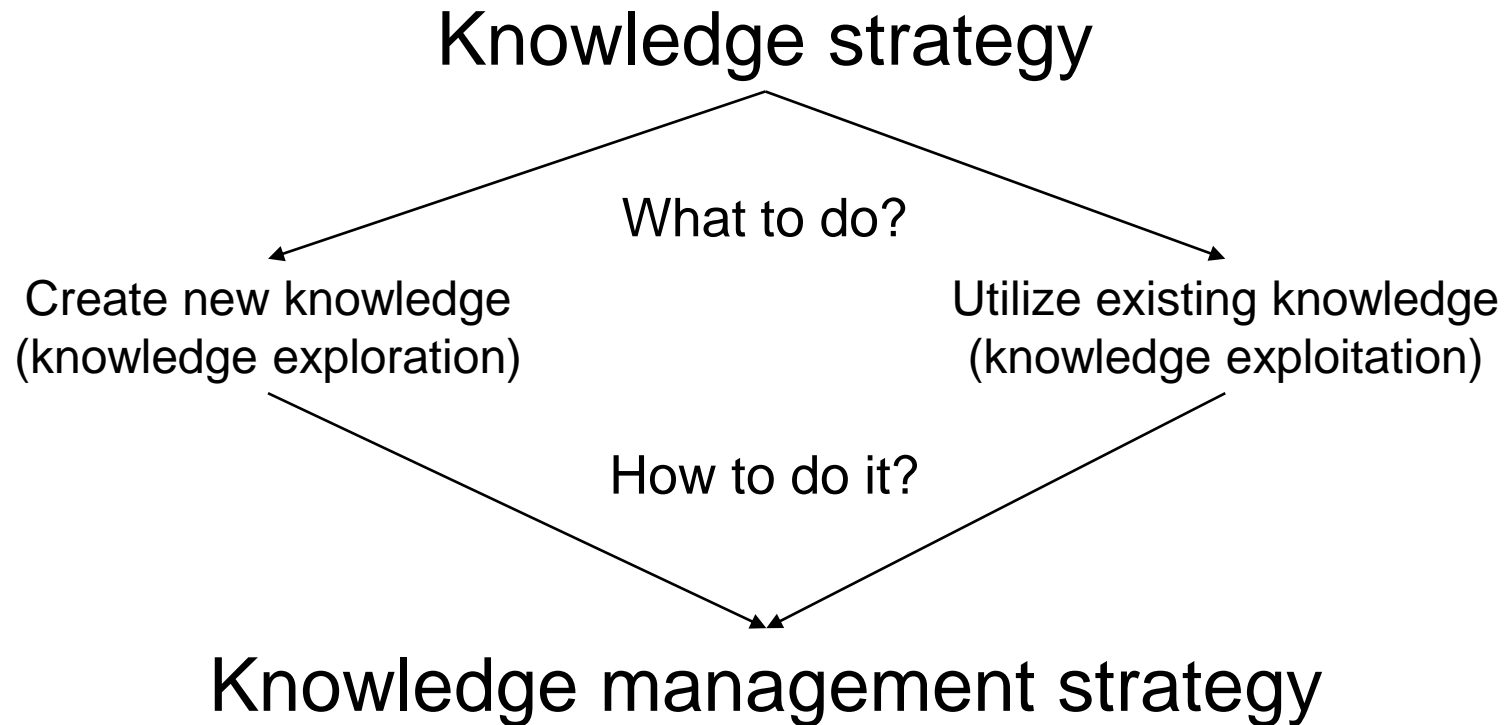 Knowledge strategy
What to do?
Create new knowledge
(knowledge exploration)
Utilize existing knowledge
(knowledge exploitation)
How to do it?
Knowledge management strategy